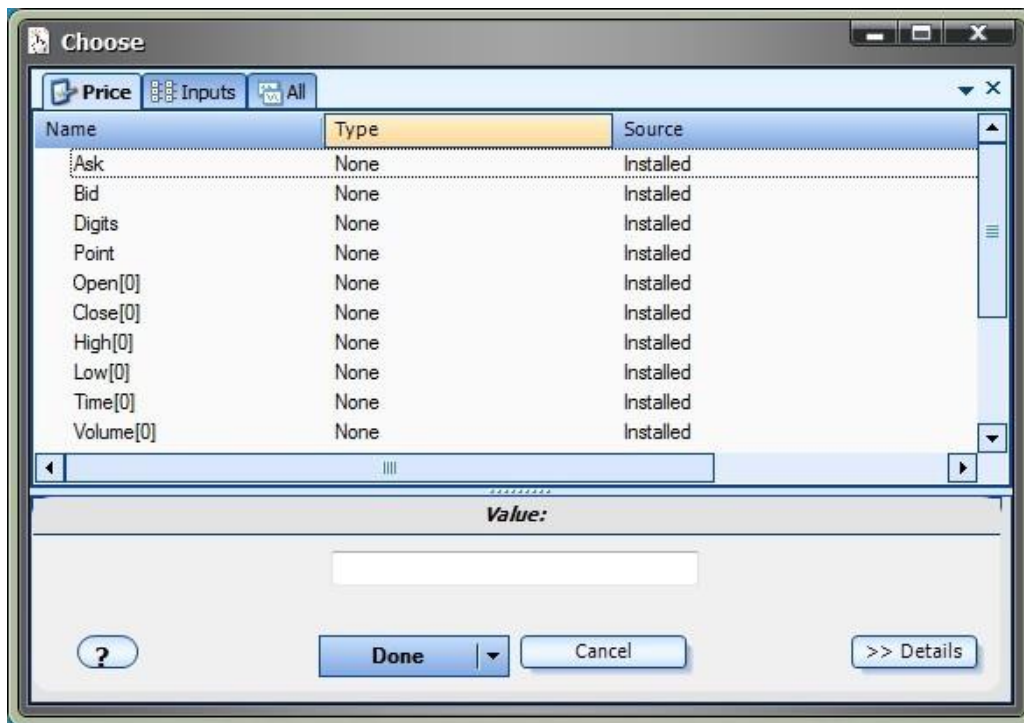 Choose
Price Inputs All
Name Type Source
Ask None Installed
Bid None Installed
Digits None Installed
Point None Installed
Open[0] None Installed
Close[0] None Installed
High[0] None Installed
Low[0] None Installed
Time[0] None Installed
Volume[0] None Installed
Value:
? Done Cancel >> Details